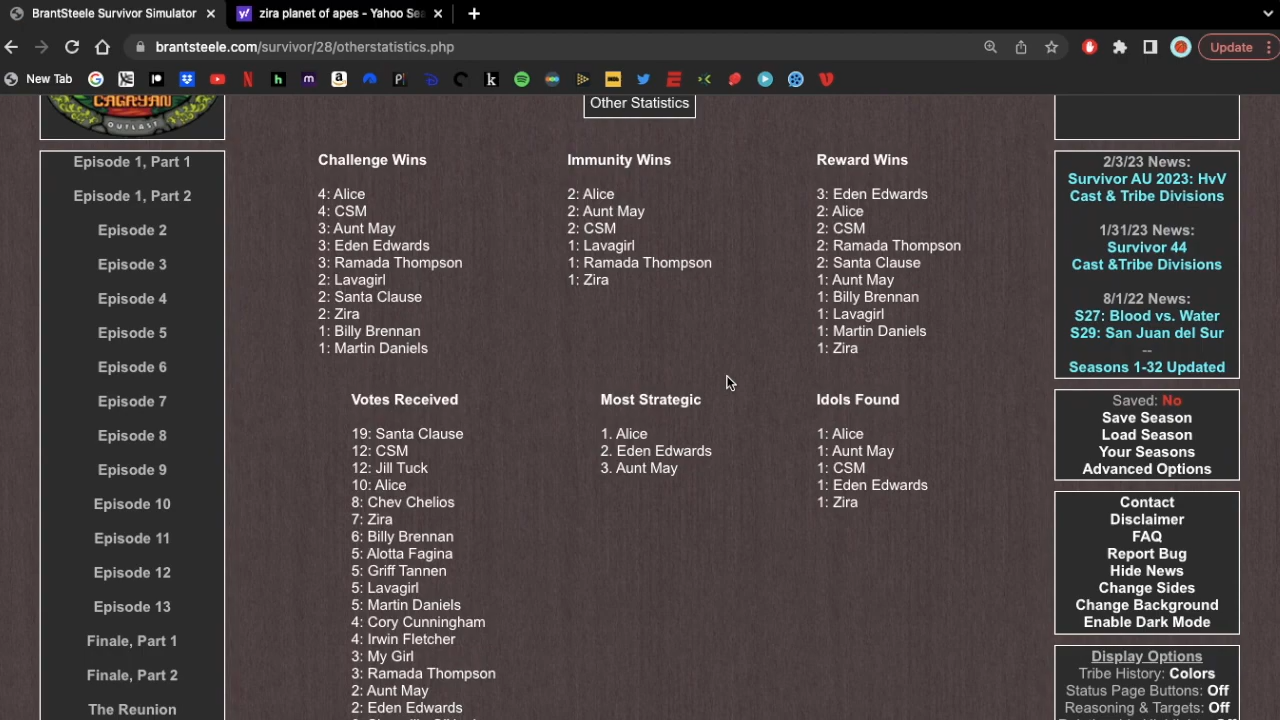 BrantSteele Survivor Simulator
zira planet of apes - Yahoo Se
brantsteele.com/survivor/28/otherstatistics.php
Update
New Tab
CAGAYAN
OUTLAST
Episode 1, Part 1
Episode 1, Part 2
Episode 2
Episode 3
Episode 4
Episode 5
Episode 6
Episode 7
Episode 8
Episode 9
Episode 10
Episode 11
Episode 12
Episode 13
Finale, Part 1
Finale, Part 2
The Reunion
Other Statistics
Challenge Wins
4: Alice
4: CSM
3: Aunt May
3: Eden Edwards
3: Ramada Thompson
2: Lavagirl
2: Santa Clause
2: Zira
1: Billy Brennan
1: Martin Daniels
Immunity Wins
2: Alice
2: Aunt May
2: CSM
1: Lavagirl
1: Ramada Thompson
1: Zira
Reward Wins
3: Eden Edwards
2: Alice
2: CSM
2: Ramada Thompson
2: Santa Clause
1: Aunt May
1: Billy Brennan
1: Lavagirl
1: Martin Daniels
1: Zira
Votes Received
19: Santa Clause
12: CSM
12: Jill Tuck
10: Alice
8: Chev Chelios
7: Zira
6: Billy Brennan
5: Alotta Fagina
5: Griff Tannen
5: Lavagirl
5: Martin Daniels
4: Cory Cunningham
4: Irwin Fletcher
3: My Girl
3: Ramada Thompson
2: Aunt May
2: Eden Edwards
Most Strategic
1. Alice
2. Eden Edwards
3. Aunt May
Idols Found
1: Alice
1: Aunt May
1: CSM
1: Eden Edwards
1: Zira
2/3/23 News:
Survivor AU 2023: HvV
Cast & Tribe Divisions
1/31/23 News:
Survivor 44
Cast &Tribe Divisions
8/1/22 News:
S27: Blood vs. Water
S29: San Juan del Sur
--
Seasons 1-32 Updated
Saved: No
Save Season
Load Season
Your Seasons
Advanced Options
Contact
Disclaimer
FAQ
Report Bug
Hide News
Change Sides
Change Background
Enable Dark Mode
Display Options
Tribe History: Colors
Status Page Buttons: Off
Reasoning & Targets: Off